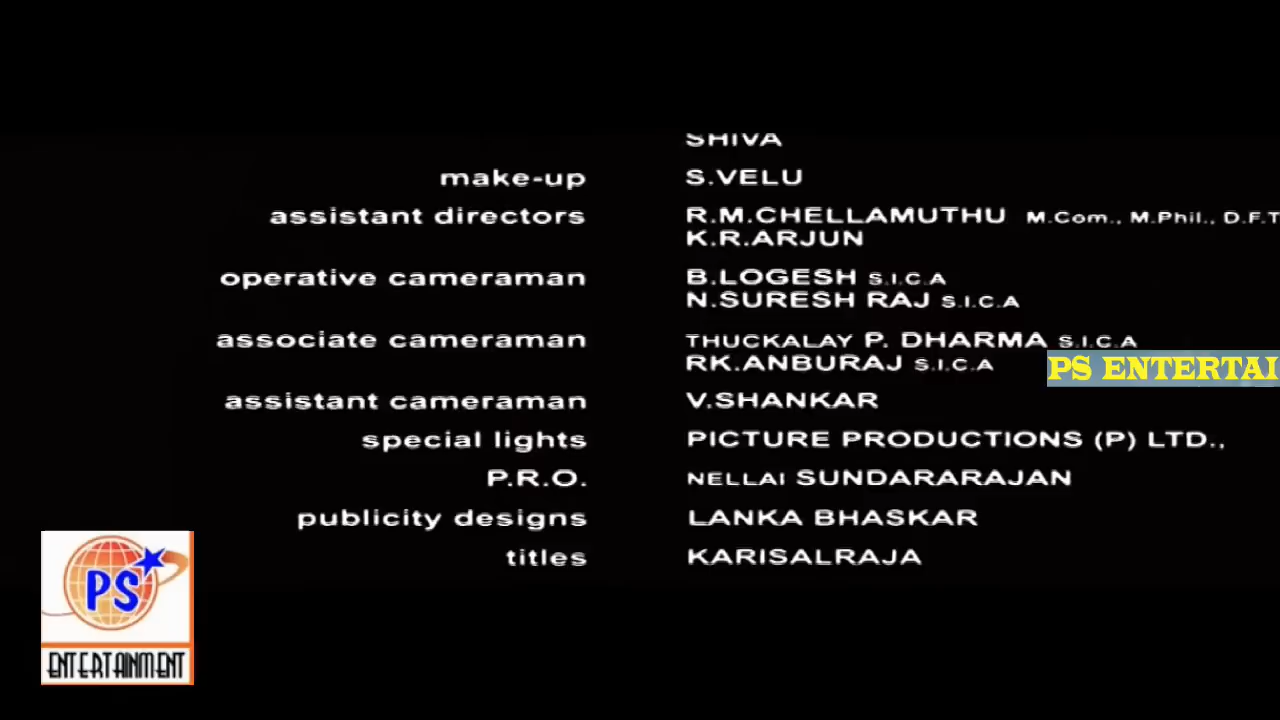 SHIVA
make-up S.VELU
assistant directors R.M.CHELLAMUTHU M.Com., M.Phil., D.F.T
K.R.ARJUN
operative cameraman B.LOGESH S.I.C.A
N.SURESH RAJ S.I.C.A
associate cameraman THUCKALAY P. DHARMA S.I.C.A
RK.ANBURAJ S.I.C.A
PS ENTERTAI
assistant cameraman V.SHANKAR
special lights PICTURE PRODUCTIONS (P) LTD.,
P.R.O. NELLAI SUNDARARAJAN
publicity designs LANKA BHASKAR
titles KARISALRAJA
PS
ENTERTAINMENT